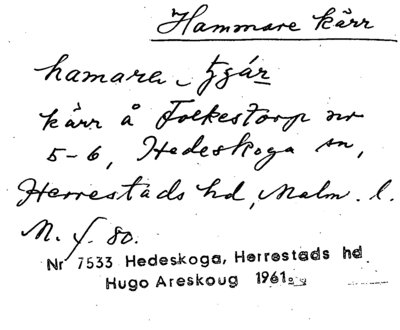 Hammare kärr
hamara tjgár
kärr å Folkestorp nr
5-6, Hedeskoga sn,
Herrestads hd, Malm. l.
M. f. 80.
Nr 7533 Hedeskoga, Herrestads hd.
Hugo Areskoug 1961.